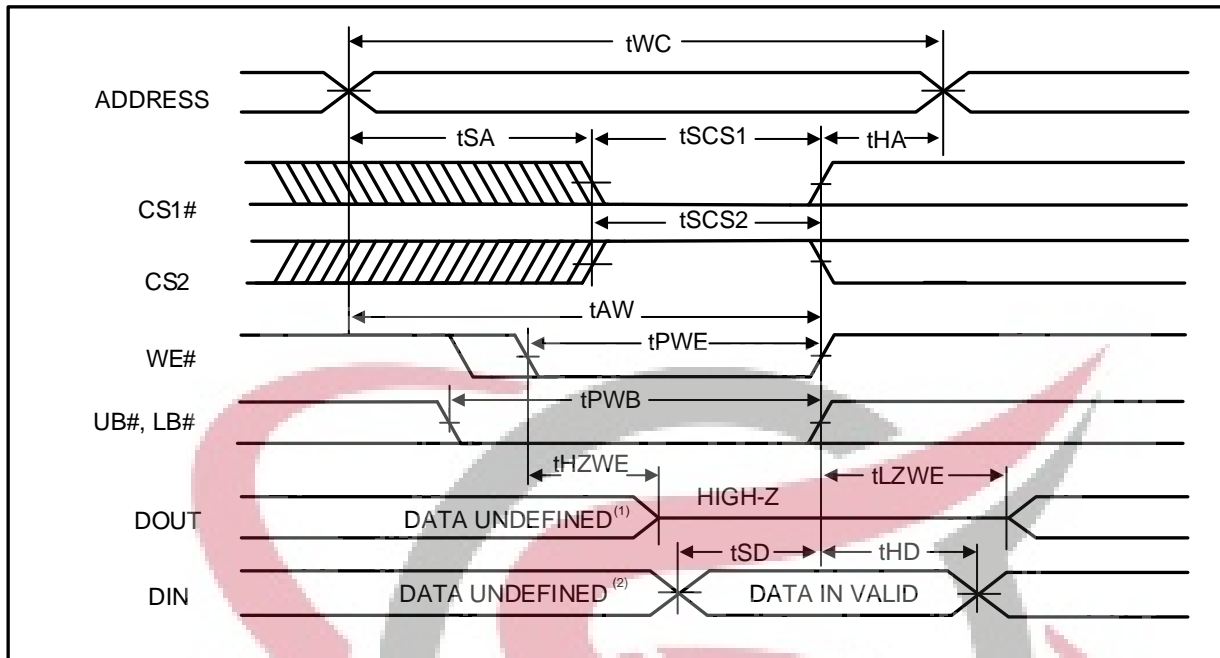 tWC
ADDRESS
tSA
tSCS1
tHA
CS1#
tSCS2
CS2
tAW
WE#
tPWE
UB#, LB#
tPWB
tHZWE
tLZWE
DOUT
DATA UNDEFINED (1)
HIGH-Z
tSD
tHD
DIN
DATA UNDEFINED (2)
DATA IN VALID